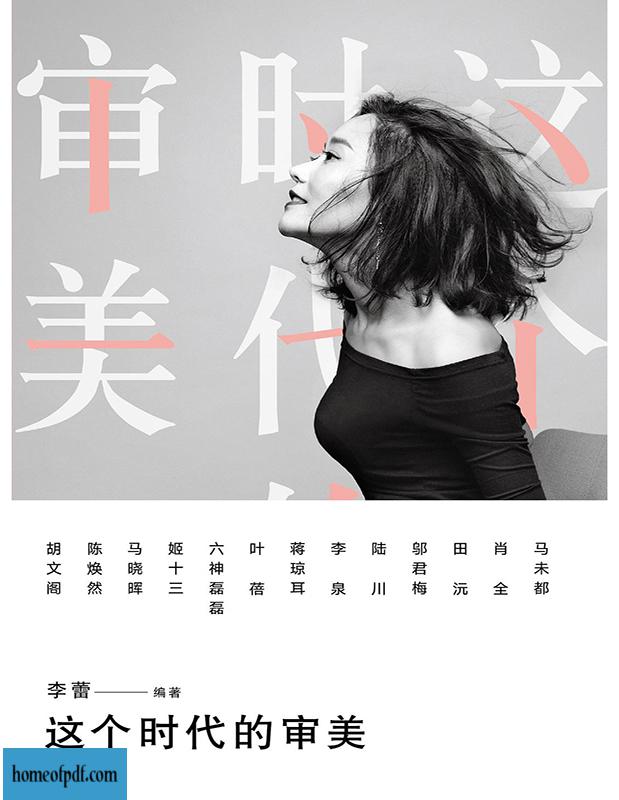 这个
时代的
审美
马未都
肖全
田沅
邬君梅
陆川
李泉
蒋琼耳
叶蓓
六神磊磊
姬十三
马晓晖
陈焕然
胡文阁
李蕾——编著
这个时代的审美
homeofpdf.com